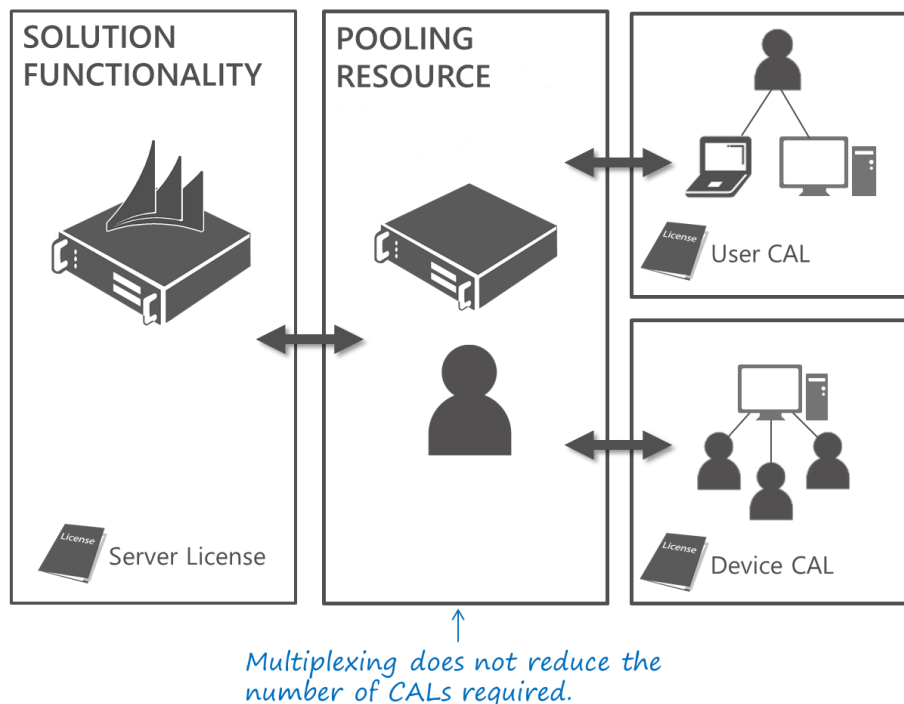 SOLUTION
FUNCTIONALITY
License
Server License
POOLING
RESOURCE
License
User CAL
License
Device CAL
Multiplexing does not reduce the
number of CALs required.